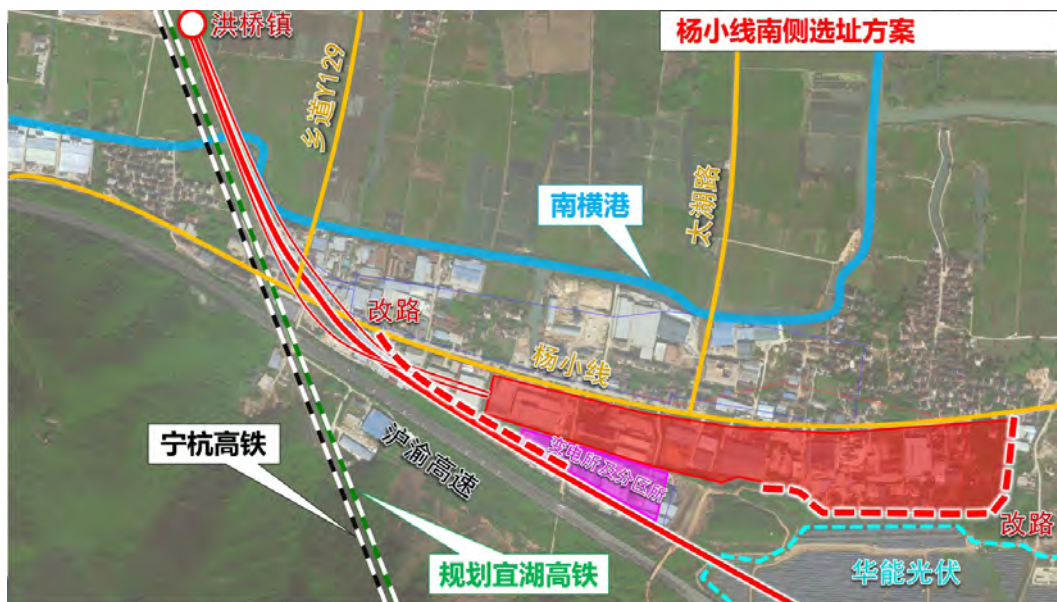 杨小线南侧选址方案
洪桥镇
乡道Y129
太湖路
南横港
改路
杨小线
宁杭高铁
沪渝高速
变电所及分区所
改路
规划宜湖高铁
华能光伏